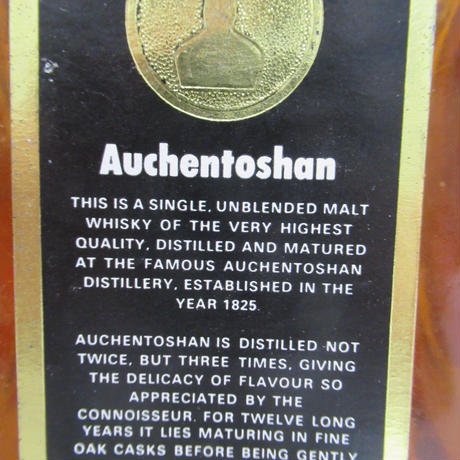 Auchentoshan
THIS IS A SINGLE, UNBLENDED MALT
WHISKY OF THE VERY HIGHEST
QUALITY, DISTILLED AND MATURED
AT THE FAMOUS AUCHENTOSHAN
DISTILLERY, ESTABLISHED IN THE
YEAR 1825.
AUCHENTOSHAN IS DISTILLED NOT
TWICE, BUT THREE TIMES, GIVING
THE DELICACY OF FLAVOUR SO
APPRECIATED BY THE
CONNOISSEUR. FOR TWELVE LONG
YEARS IT LIES MATURING IN FINE
OAK CASKS BEFORE BEING GENTLY